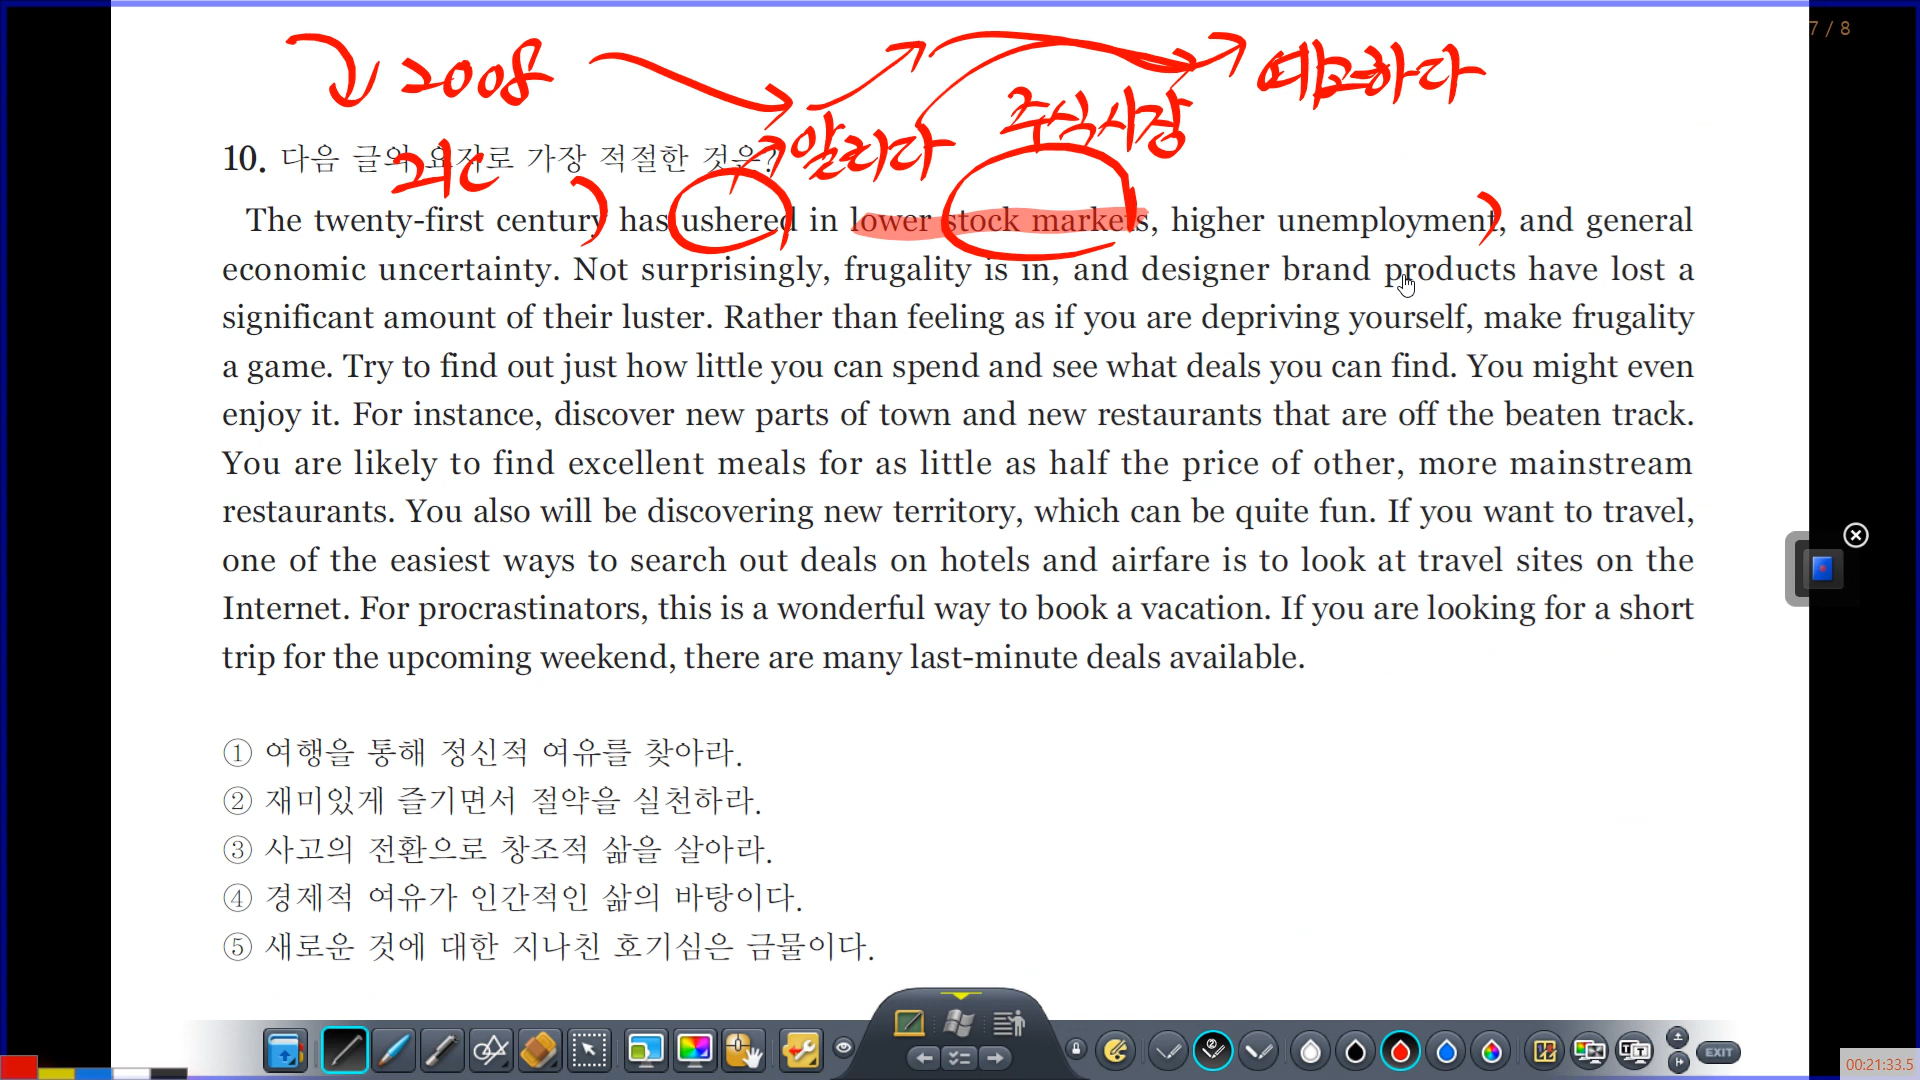 7 / 8
2008
예고하다
주식시장
알리다
10. 다음 글의 요지로 가장 적절한 것은?
The twenty-first century has ushered in lower stock markets, higher unemployment, and general
economic uncertainty. Not surprisingly, frugality is in, and designer brand products have lost a
significant amount of their luster. Rather than feeling as if you are depriving yourself, make frugality
a game. Try to find out just how little you can spend and see what deals you can find. You might even
enjoy it. For instance, discover new parts of town and new restaurants that are off the beaten track.
You are likely to find excellent meals for as little as half the price of other, more mainstream
restaurants. You also will be discovering new territory, which can be quite fun. If you want to travel,
one of the easiest ways to search out deals on hotels and airfare is to look at travel sites on the
Internet. For procrastinators, this is a wonderful way to book a vacation. If you are looking for a short
trip for the upcoming weekend, there are many last-minute deals available.
① 여행을 통해 정신적 여유를 찾아라.
② 재미있게 즐기면서 절약을 실천하라.
③ 사고의 전환으로 창조적 삶을 살아라.
④ 경제적 여유가 인간적인 삶의 바탕이다.
⑤ 새로운 것에 대한 지나친 호기심은 금물이다.
EXIT
00:21:33.5